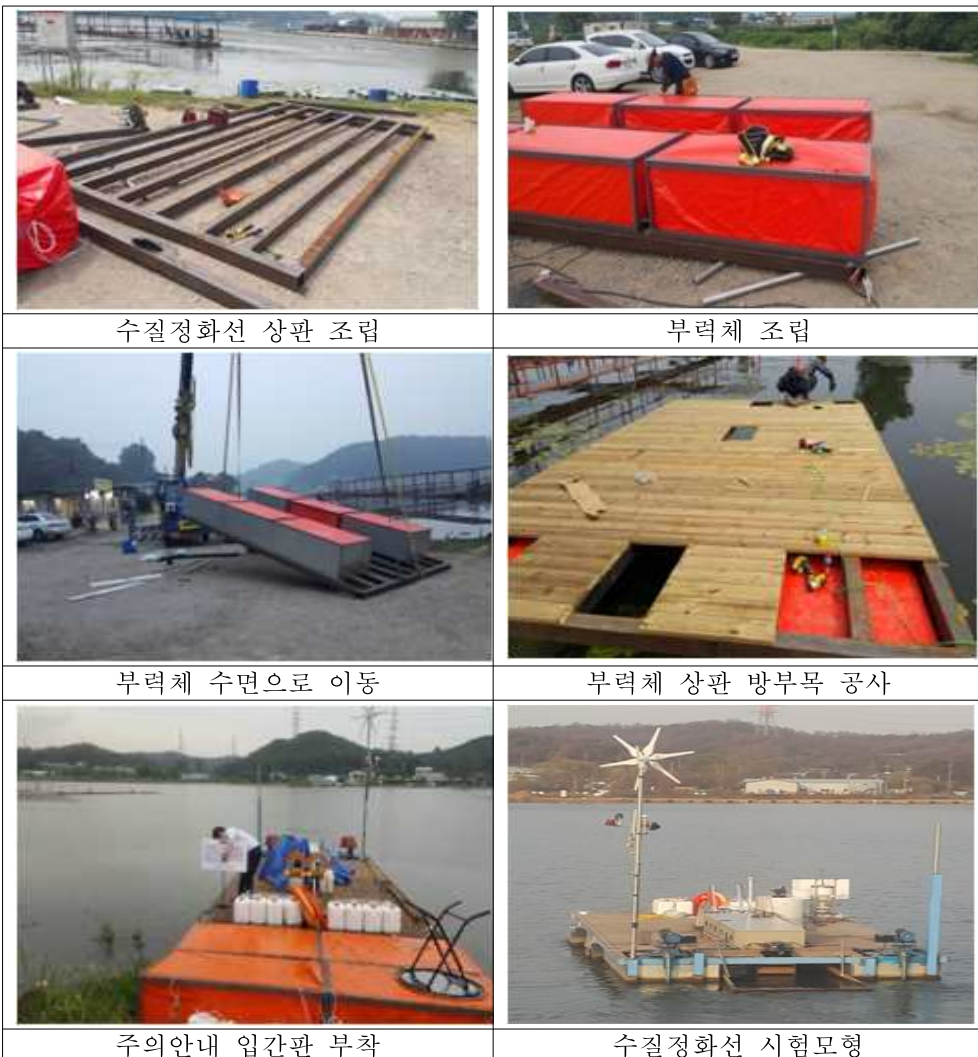 수질정화선 상판 조립
부력체 조립
부력체 수면으로 이동
부력체 상판 방부목 공사
주의안내 입간판 부착
수질정화선 시험모형